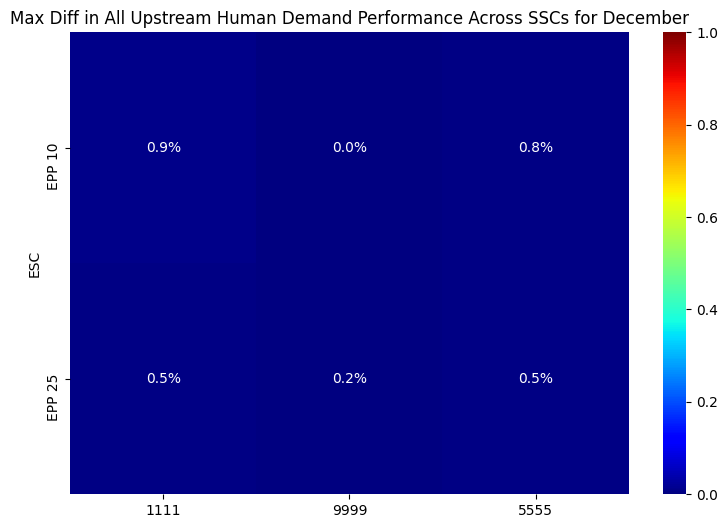 Max Diff in All Upstream Human Demand Performance Across SSCs for December
ESC
EPP 10
0.9% 0.0% 0.8%
EPP 25
0.5% 0.2% 0.5%
1111 9999 5555
1.0
0.8
0.6
0.4
0.2
0.0